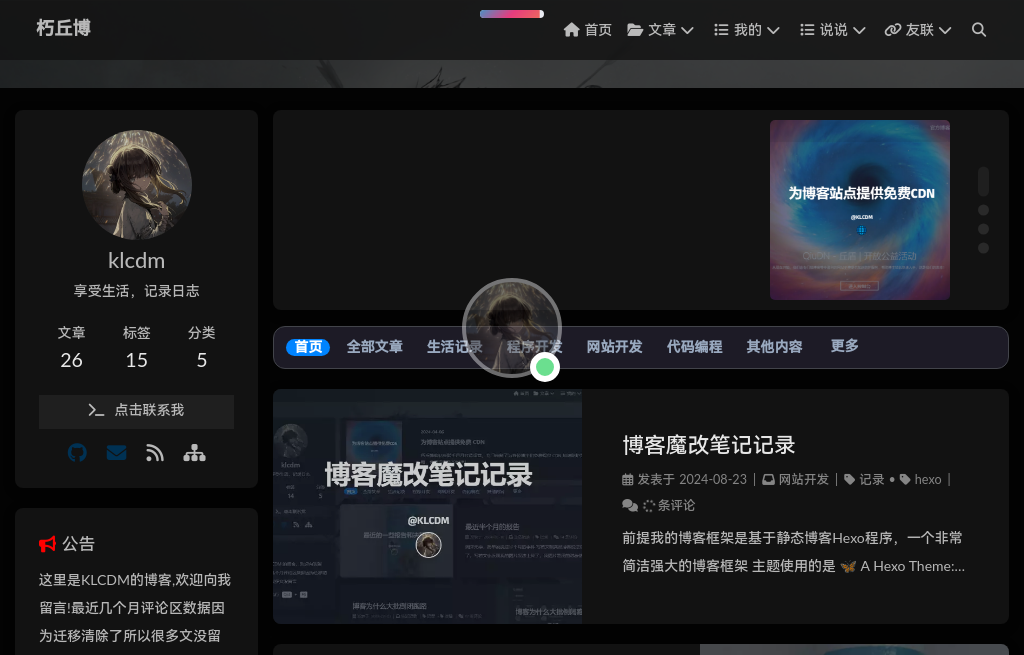 朽丘博
首页 文章 我的 说说 友联
klcdm
享受生活，记录日志
文章 标签 分类
26 15 5
点击联系我
公告
这里是KLCDM的博客,欢迎向我
留言!最近几个月评论区数据因
为迁移清除了所以很多文没留
为博客站点提供免费CDN
@KLCDM
首页 全部文章 生活记录 程序开发 网站开发 代码编程 其他内容 更多
博客魔改笔记记录
@KLCDM
博客魔改笔记记录
发表于 2024-08-23 | 网站开发 | 记录 • hexo |
条评论
前提我的博客框架是基于静态博客Hexo程序，一个非常
简洁强大的博客框架 主题使用的是 🦋 A Hexo Theme:...